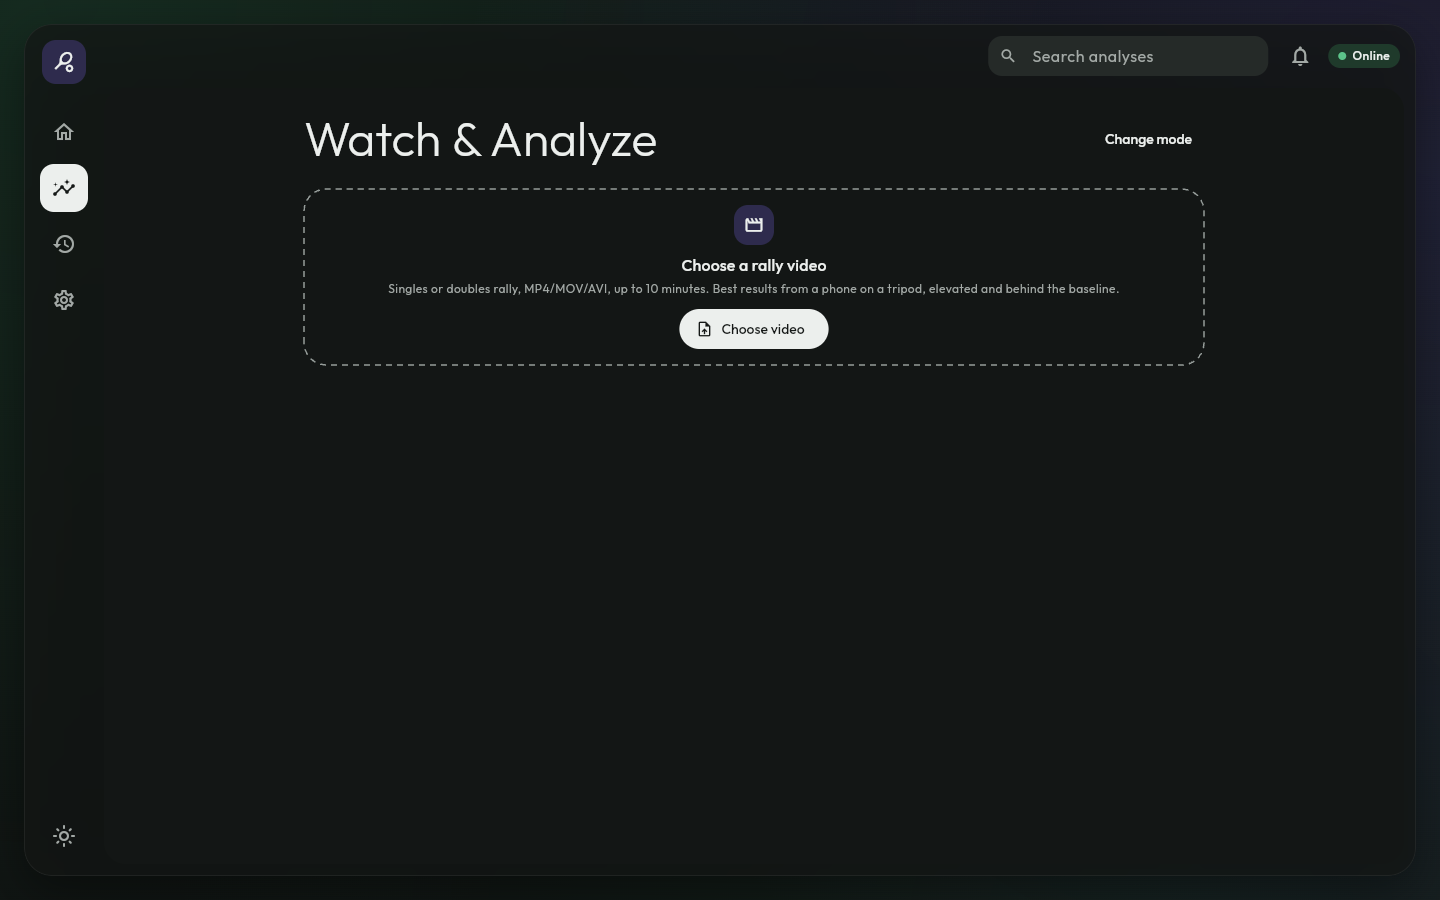 Search analyses
Online
Watch & Analyze
Change mode
Choose a rally video
Singles or doubles rally, MP4/MOV/AVI, up to 10 minutes. Best results from a phone on a tripod, elevated and behind the baseline.
Choose video